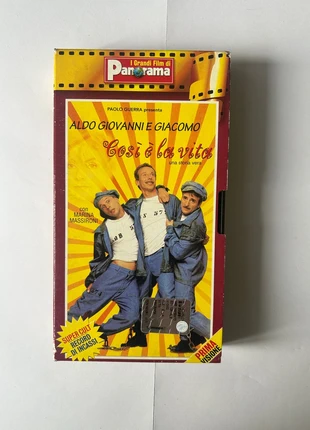 I Grandi Film di
Panorama
PAOLO GUERRA presenta
ALDO GIOVANNI E GIACOMO
Così è la vita
una storia vera
con
MARINA
MASSIRONI
SUPER CULT
RECORD
DI INCASSI
PRIMA
VISIONE